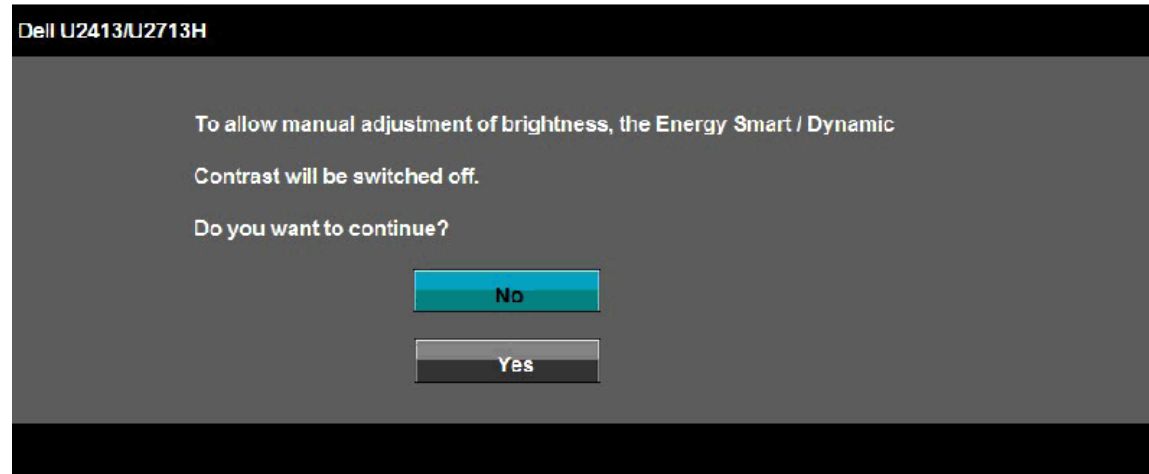 Dell U2413/U2713H
To allow manual adjustment of brightness, the Energy Smart / Dynamic
Contrast will be switched off.
Do you want to continue?
No
Yes